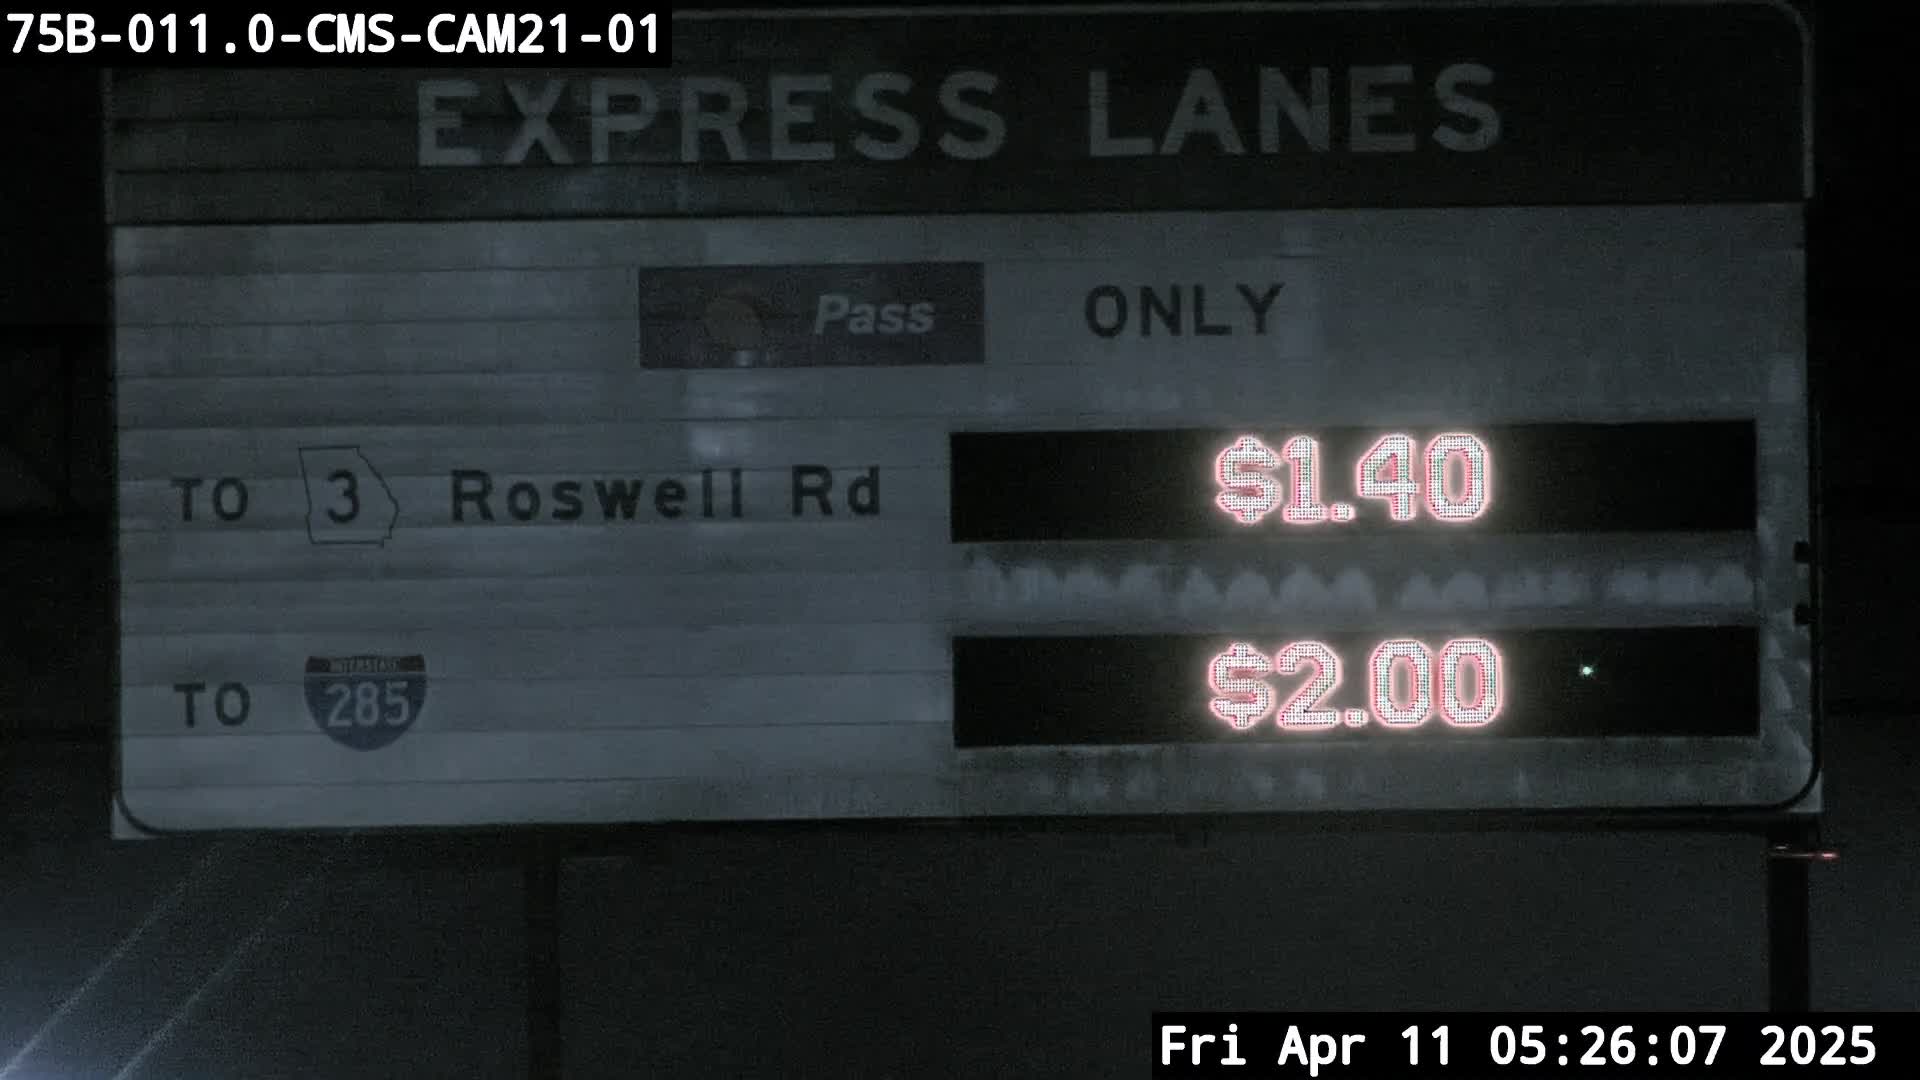 75B-011.0-CMS-CAM21-01
EXPRESS LANES
Pass ONLY
TO 3 Roswell Rd $1.40
INTERSTATE
TO 285 $2.00
Fri Apr 11 05:26:07 2025